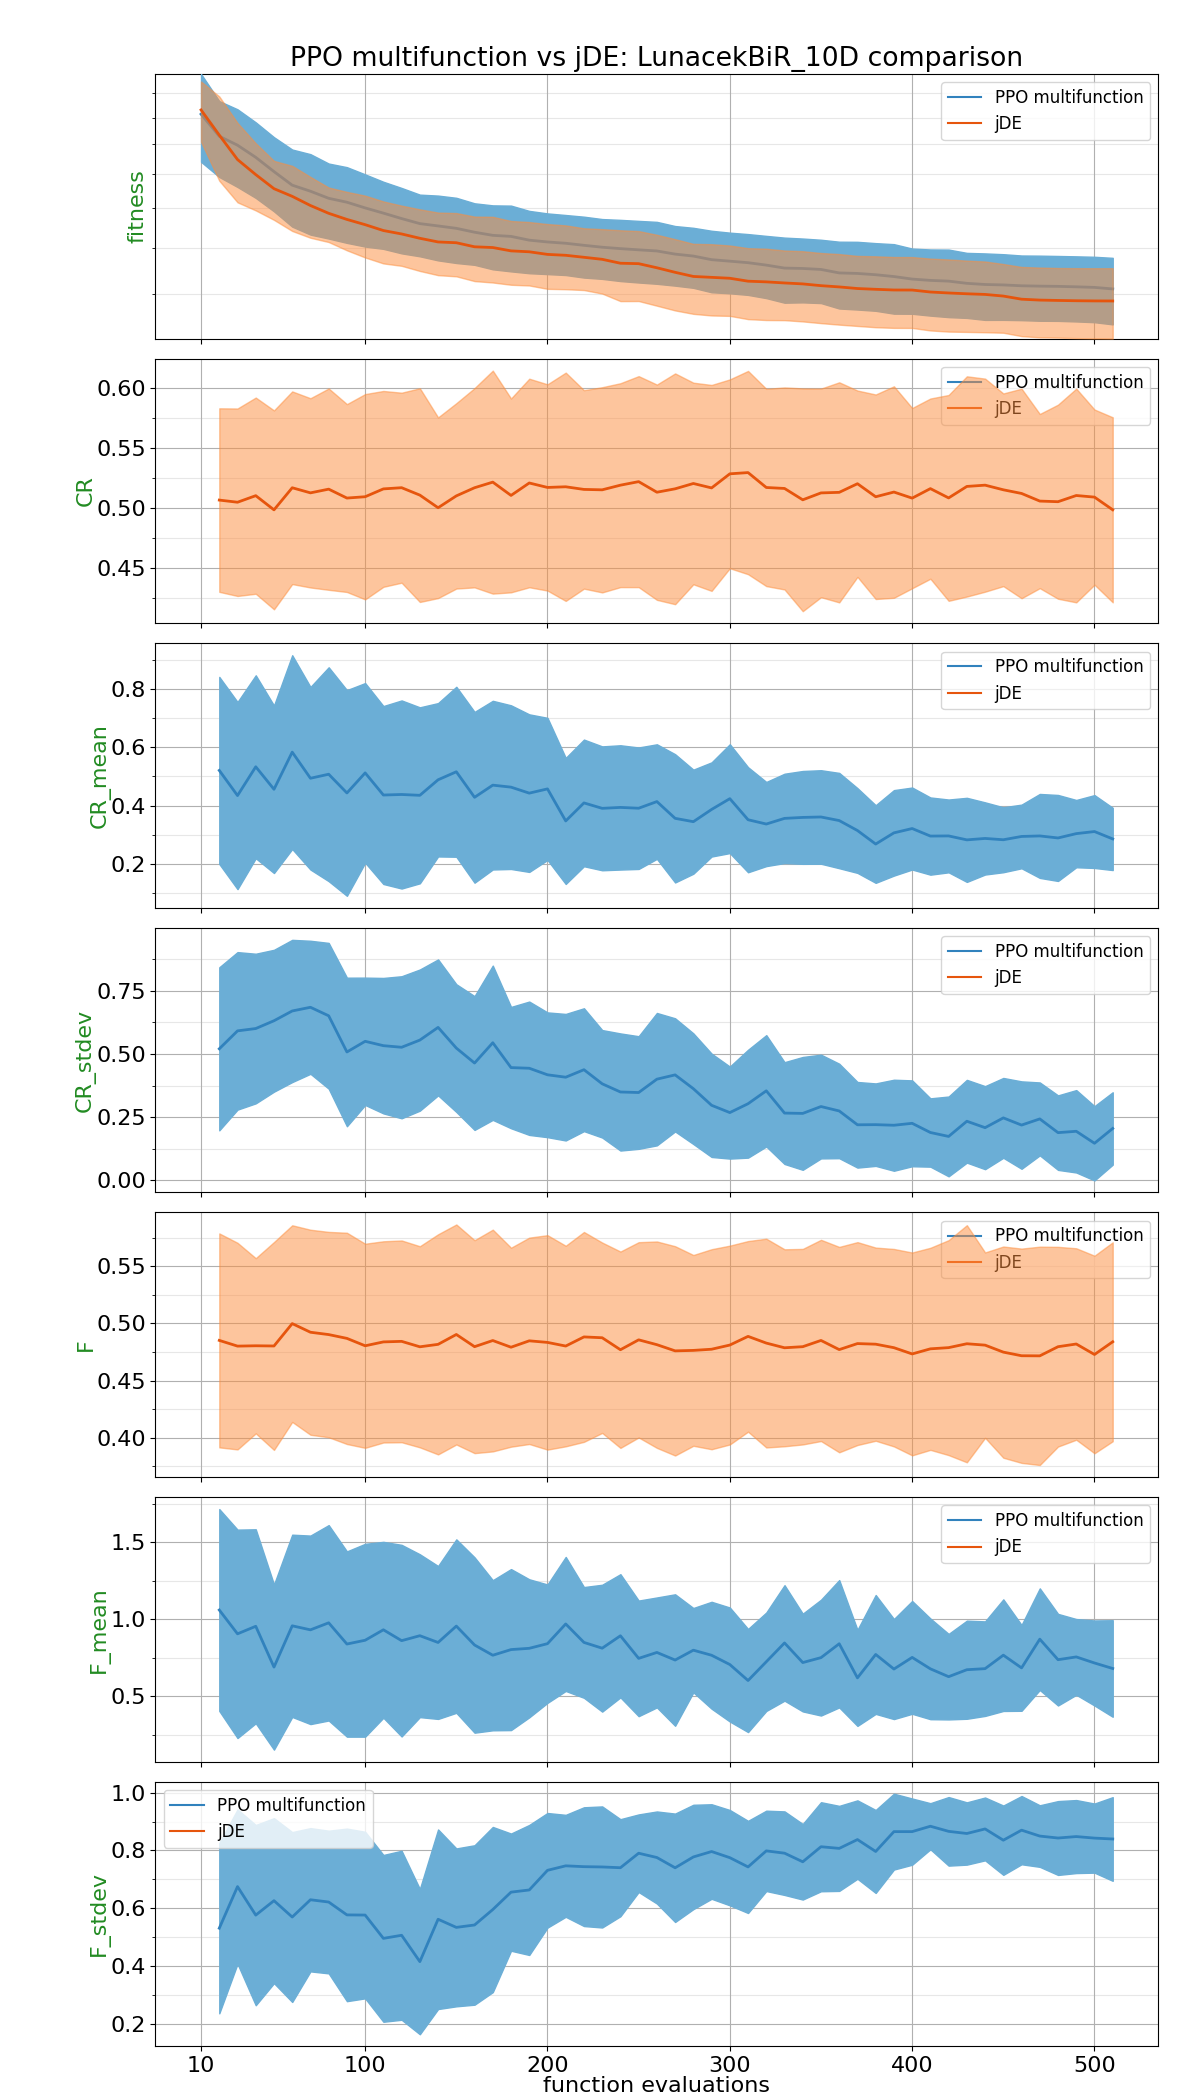 PPO multifunction vs jDE: LunacekBiR_10D comparison
fitness
PPO multifunction
jDE
CR
0.60
0.55
0.50
0.45
PPO multifunction
jDE
CR_mean
0.8
0.6
0.4
0.2
PPO multifunction
jDE
CR_stdev
0.75
0.50
0.25
0.00
PPO multifunction
jDE
F
0.55
0.50
0.45
0.40
PPO multifunction
jDE
F_mean
1.5
1.0
0.5
PPO multifunction
jDE
F_stdev
1.0
0.8
0.6
0.4
0.2
PPO multifunction
jDE
10 100 200 300 400 500
function evaluations